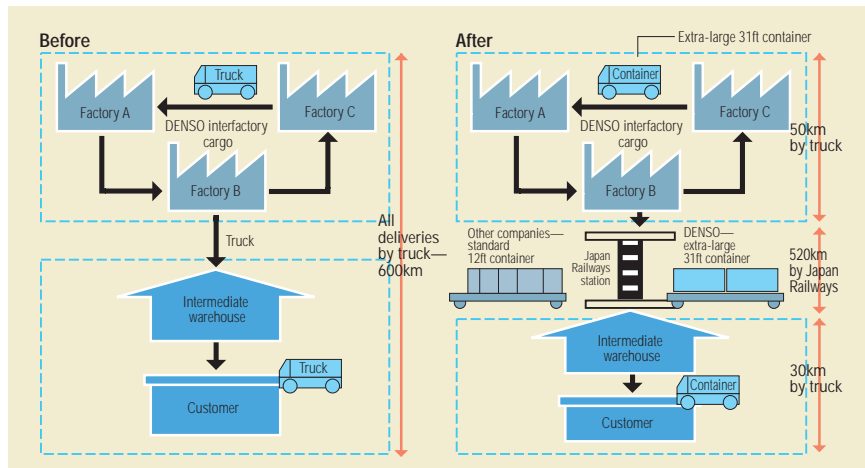 Before
Truck
Factory A
Factory C
DENSO interfactory
cargo
Factory B
Truck
All
deliveries
by truck—
600km
Intermediate
warehouse
Truck
Customer
After
Extra-large 31ft container
Container
Factory A
Factory C
DENSO interfactory
cargo
50km
by truck
Factory B
Other companies—
standard
12ft container
Japan
Railways
station
DENSO—
extra-large
31ft container
520km
by Japan
Railways
Intermediate
warehouse
30km
by truck
Container
Customer